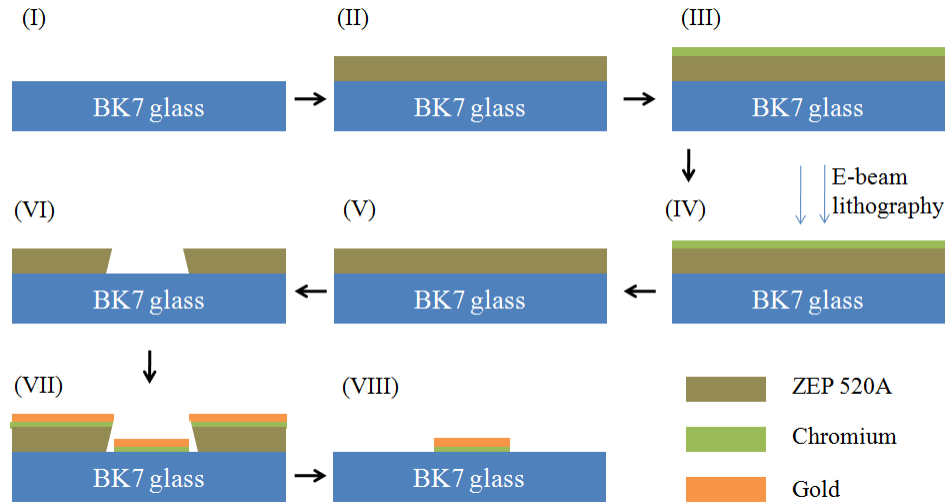 (I)
(II)
(III)
BK7 glass
BK7 glass
BK7 glass
(VI)
(V)
(IV)
E-beam
lithography
BK7 glass
BK7 glass
BK7 glass
(VII)
(VIII)
ZEP 520A
Chromium
BK7 glass
BK7 glass
Gold